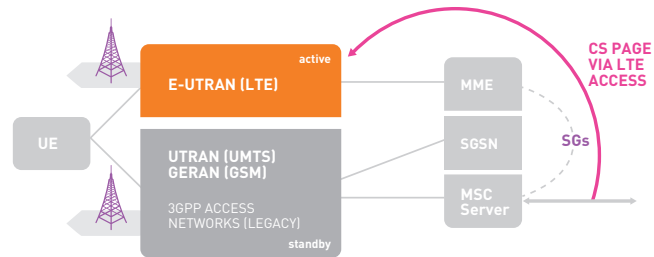 active
E-UTRAN (LTE)
MME
CS PAGE
VIA LTE
ACCESS
UE
UTRAN (UMTS)
GERAN (GSM)
SGSN
SGs
3GPP ACCESS
NETWORKS (LEGACY)
standby
MSC
Server